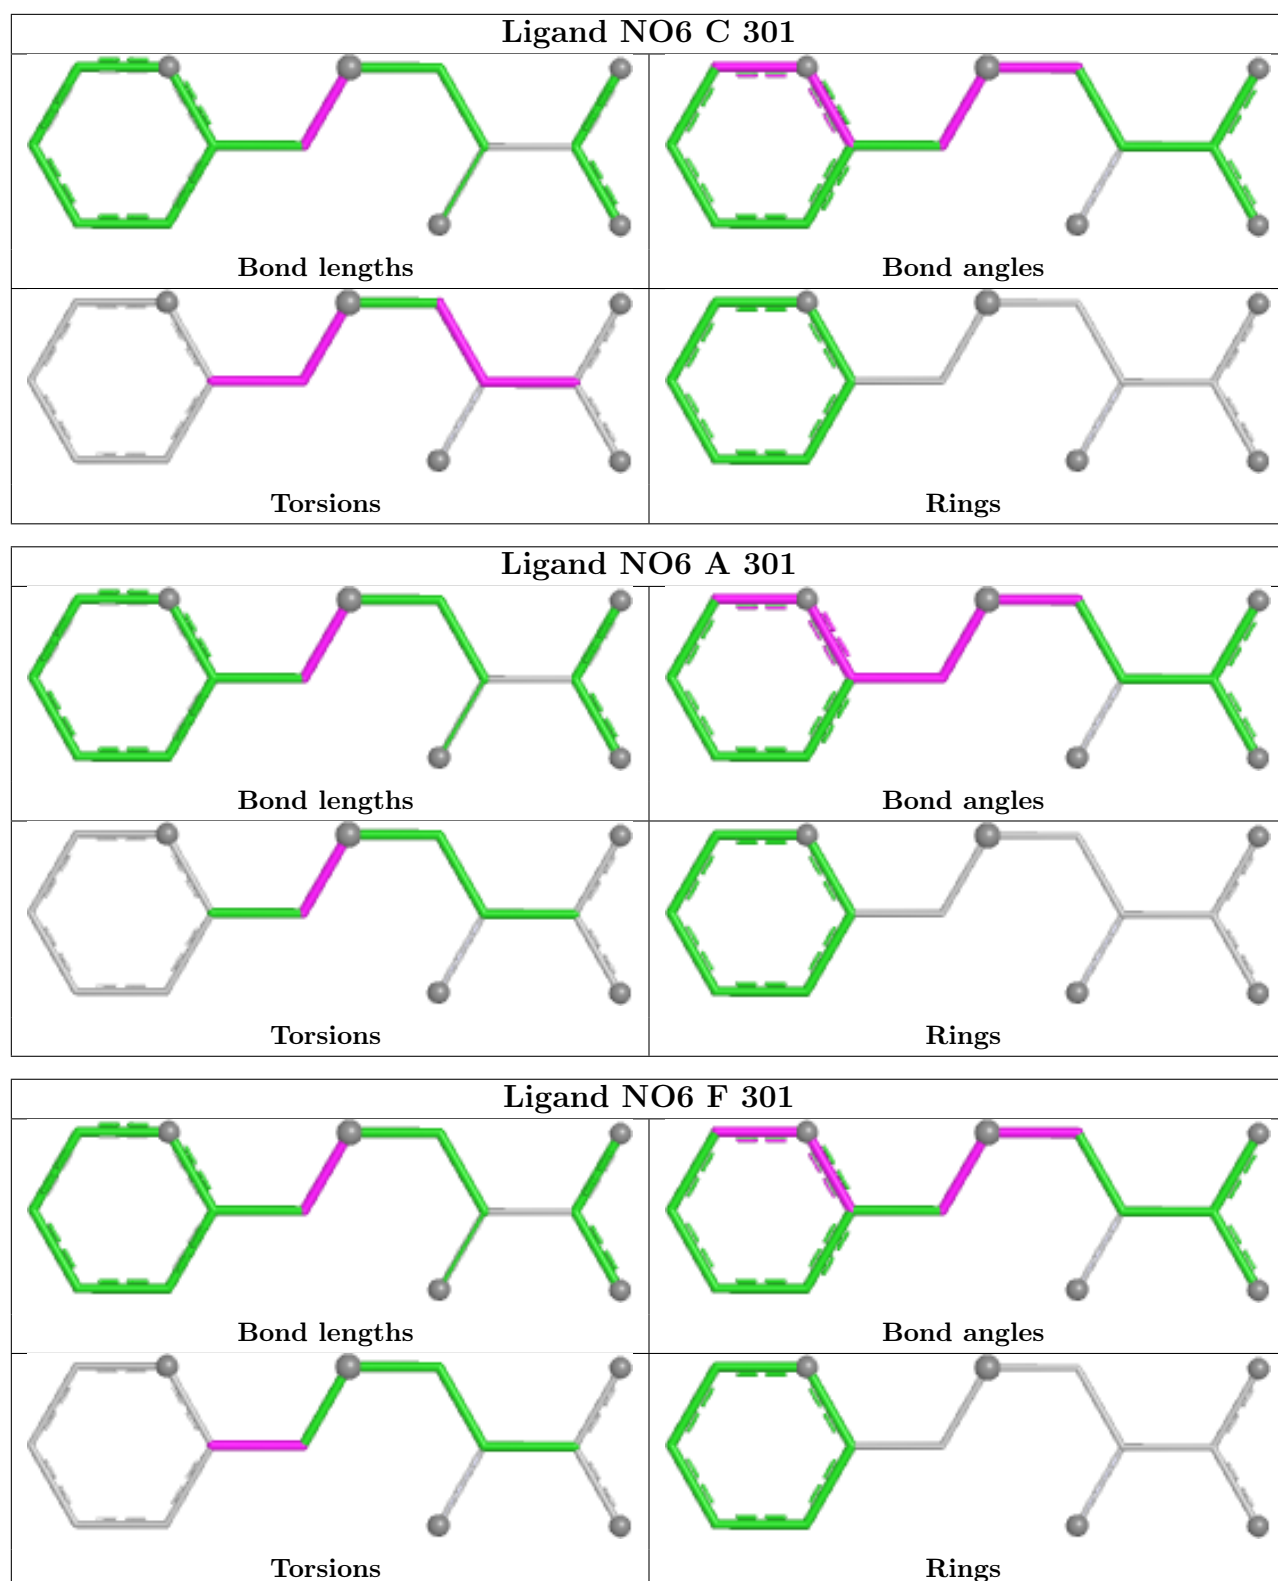 Ligand NO6 C 301
Bond lengths
Bond angles
Torsions
Rings
Ligand NO6 A 301
Bond lengths
Bond angles
Torsions
Rings
Ligand NO6 F 301
Bond lengths
Bond angles
Torsions
Rings